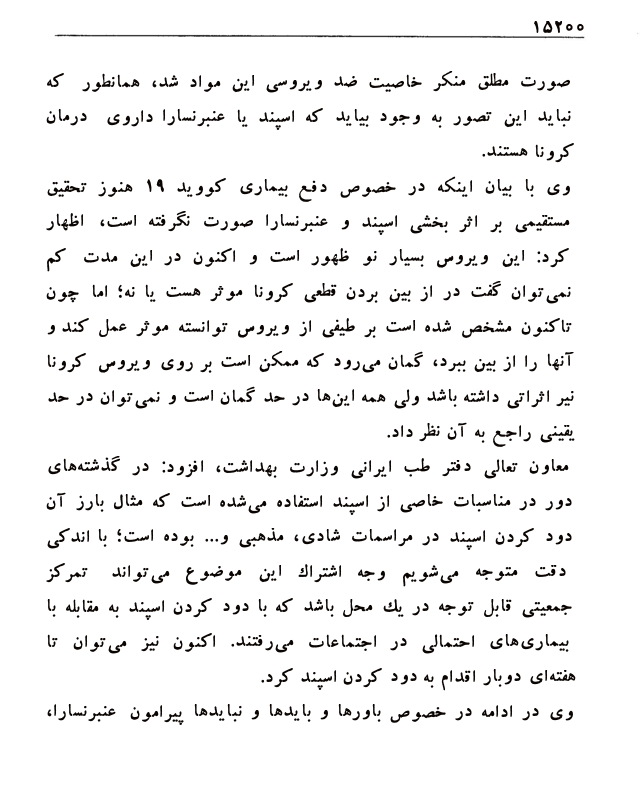 ۱۵۲۰۰
صورت مطلق منکر خاصیت ضد ویروسی این مواد شد، همانطور که
نباید این تصور به وجود بیاید که اسپند یا عنبرنسارا داروی درمان
کرونا هستند.
وی با بیان اینکه در خصوص دفع بیماری کووید ۱۹ هنوز تحقیق
مستقیمی بر اثر بخشی اسپند و عنبرنسارا صورت نگرفته است، اظهار
کرد: این ویروس بسیار نو ظهور است و اکنون در این مدت کم
نمی‌توان گفت در از بین بردن قطعی کرونا موثر هست یا نه؛ اما چون
تاکنون مشخص شده است بر طیفی از ویروس توانسته موثر عمل کند و
آنها را از بین ببرد، گمان می‌رود که ممکن است بر روی ویروس کرونا
نیر اثراتی داشته باشد ولی همه این‌ها در حد گمان است و نمی‌توان در حد
یقینی راجع به آن نظر داد.
معاون تعالی دفتر طب ایرانی وزارت بهداشت، افزود: در گذشته‌های
دور در مناسبات خاصی از اسپند استفاده می‌شده است که مثال بارز آن
دود کردن اسپند در مراسمات شادی، مذهبی و... بوده است؛ با اندکی
دقت متوجه می‌شویم وجه اشتراك این موضوع می‌تواند تمرکز
جمعیتی قابل توجه در يك محل باشد که با دود کردن اسپند به مقابله با
بیماری‌های احتمالی در اجتماعات می‌رفتند. اکنون نیز می‌توان تا
هفته‌ای دوبار اقدام به دود کردن اسپند کرد.
وی در ادامه در خصوص باورها و بایدها و نبایدها پیرامون عنبرنسارا،